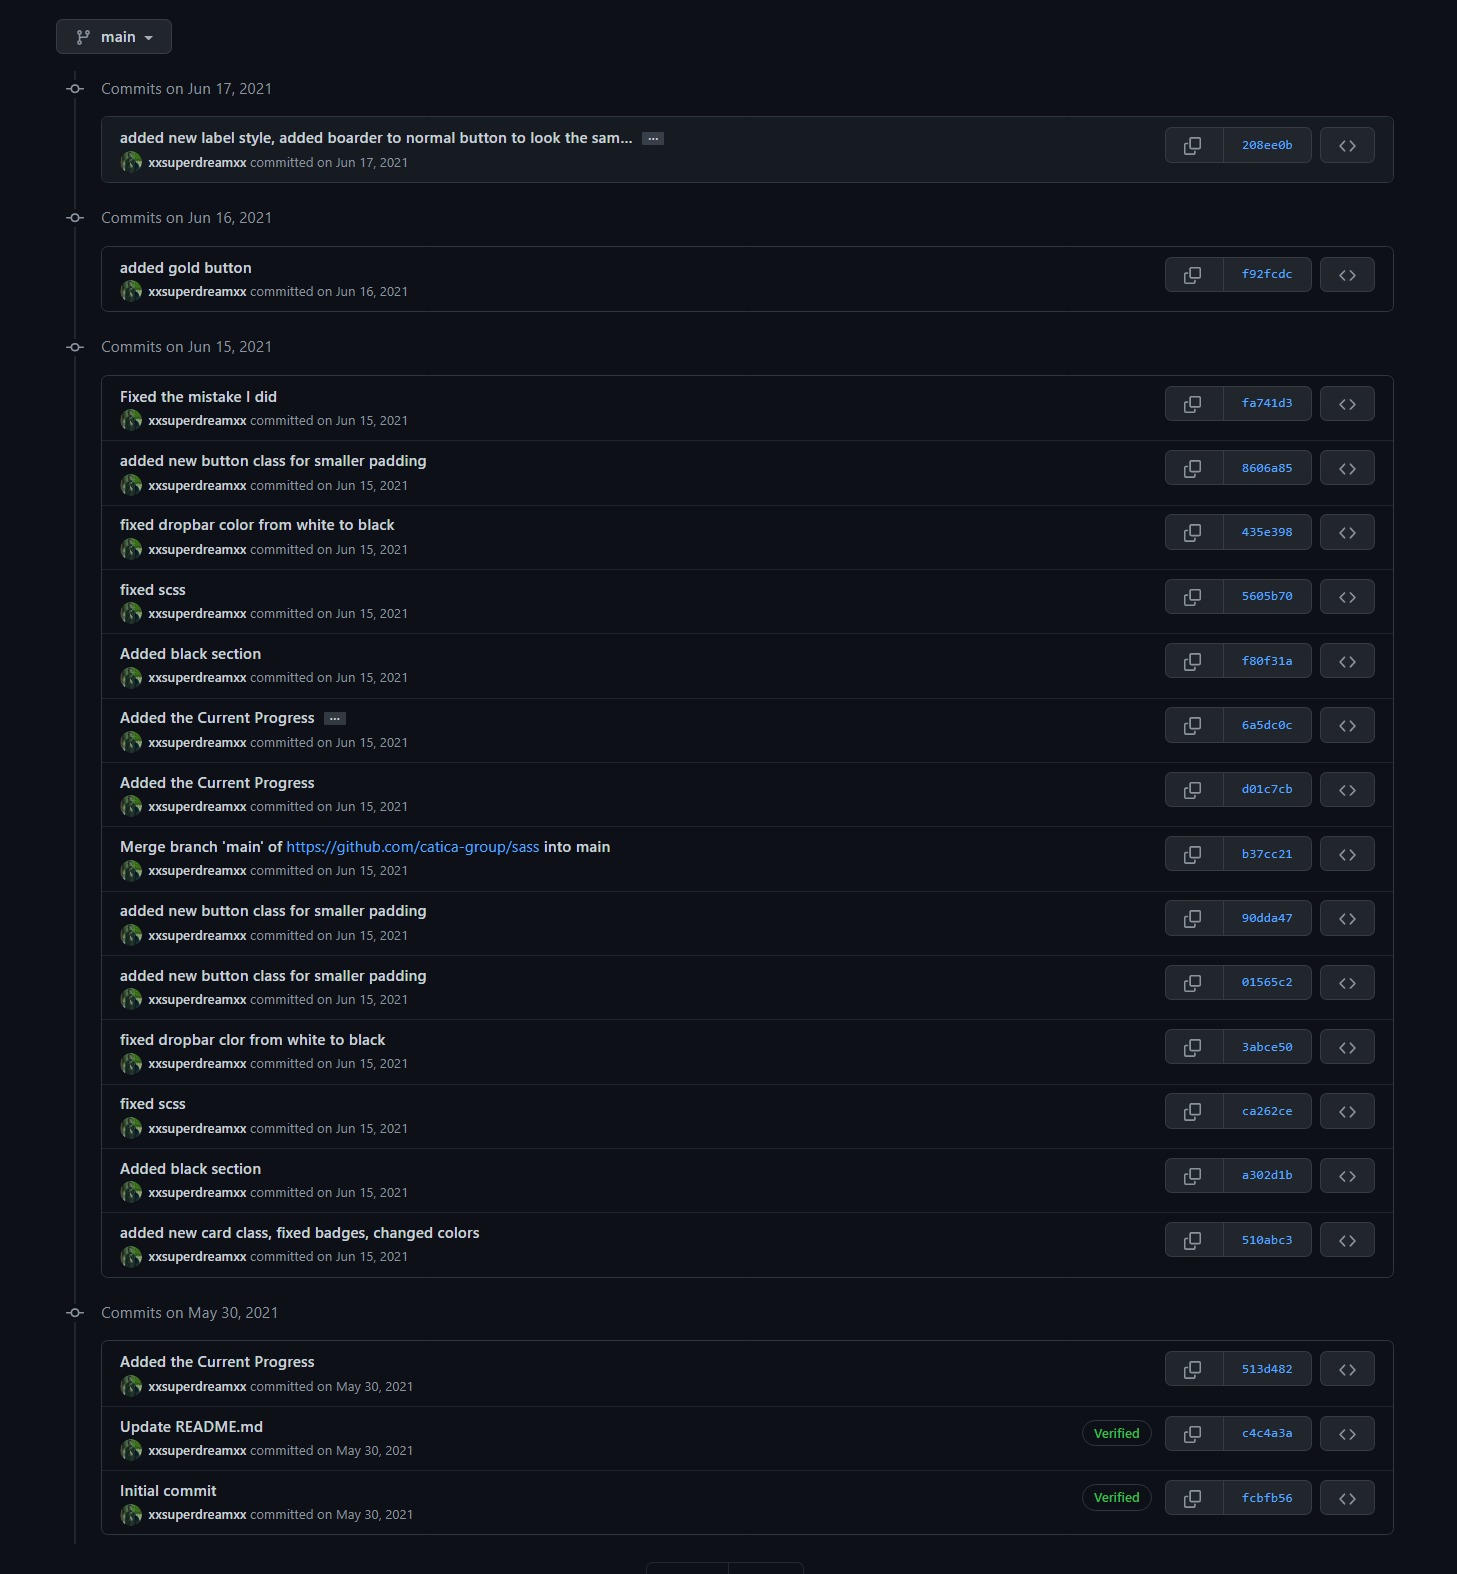 main
Commits on Jun 17, 2021
added new label style, added boarder to normal button to look the sam... ...
xxsuperdreamxx committed on Jun 17, 2021
208ee0b
Commits on Jun 16, 2021
added gold button
xxsuperdreamxx committed on Jun 16, 2021
f92fcdc
Commits on Jun 15, 2021
Fixed the mistake I did
xxsuperdreamxx committed on Jun 15, 2021
fa741d3
added new button class for smaller padding
xxsuperdreamxx committed on Jun 15, 2021
8606a85
fixed dropbar color from white to black
xxsuperdreamxx committed on Jun 15, 2021
435e398
fixed scss
xxsuperdreamxx committed on Jun 15, 2021
5605b70
Added black section
xxsuperdreamxx committed on Jun 15, 2021
f80f31a
Added the Current Progress ...
xxsuperdreamxx committed on Jun 15, 2021
6a5dc0c
Added the Current Progress
xxsuperdreamxx committed on Jun 15, 2021
d01c7cb
Merge branch 'main' of https://github.com/catica-group/sass into main
xxsuperdreamxx committed on Jun 15, 2021
b37cc21
added new button class for smaller padding
xxsuperdreamxx committed on Jun 15, 2021
90dda47
added new button class for smaller padding
xxsuperdreamxx committed on Jun 15, 2021
01565c2
fixed dropbar clor from white to black
xxsuperdreamxx committed on Jun 15, 2021
3abce50
fixed scss
xxsuperdreamxx committed on Jun 15, 2021
ca262ce
Added black section
xxsuperdreamxx committed on Jun 15, 2021
a302d1b
added new card class, fixed badges, changed colors
xxsuperdreamxx committed on Jun 15, 2021
510abc3
Commits on May 30, 2021
Added the Current Progress
xxsuperdreamxx committed on May 30, 2021
513d482
Update README.md
xxsuperdreamxx committed on May 30, 2021
Verified
c4c4a3a
Initial commit
xxsuperdreamxx committed on May 30, 2021
Verified
fcbfb56